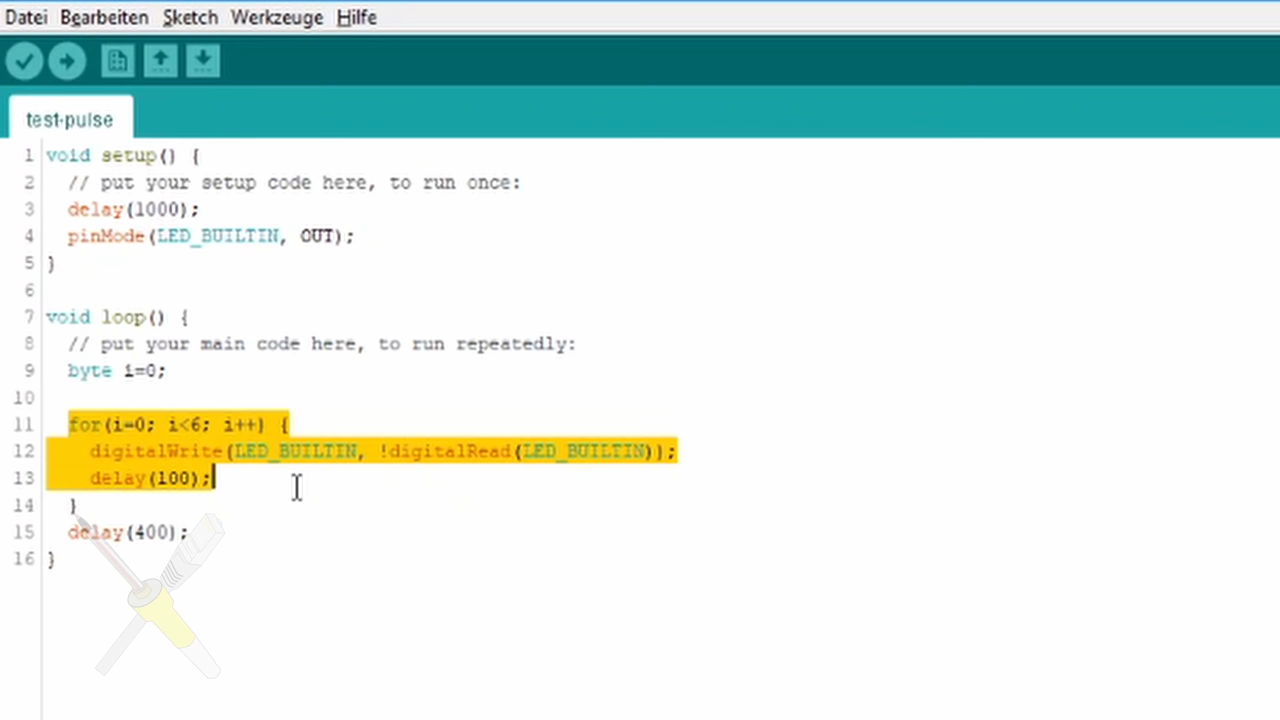 Datei Bearbeiten Sketch Werkzeuge Hilfe
test-pulse
1 void setup() {
2 // put your setup code here, to run once:
3 delay(1000);
4 pinMode(LED_BUILTIN, OUT);
5 }
6
7 void loop() {
8 // put your main code here, to run repeatedly:
9 byte i=0;
10
11 for(i=0; i<6; i++) {
12 digitalWrite(LED_BUILTIN, !digitalRead(LED_BUILTIN));
13 delay(100);
14 }
15 delay(400);
16 }